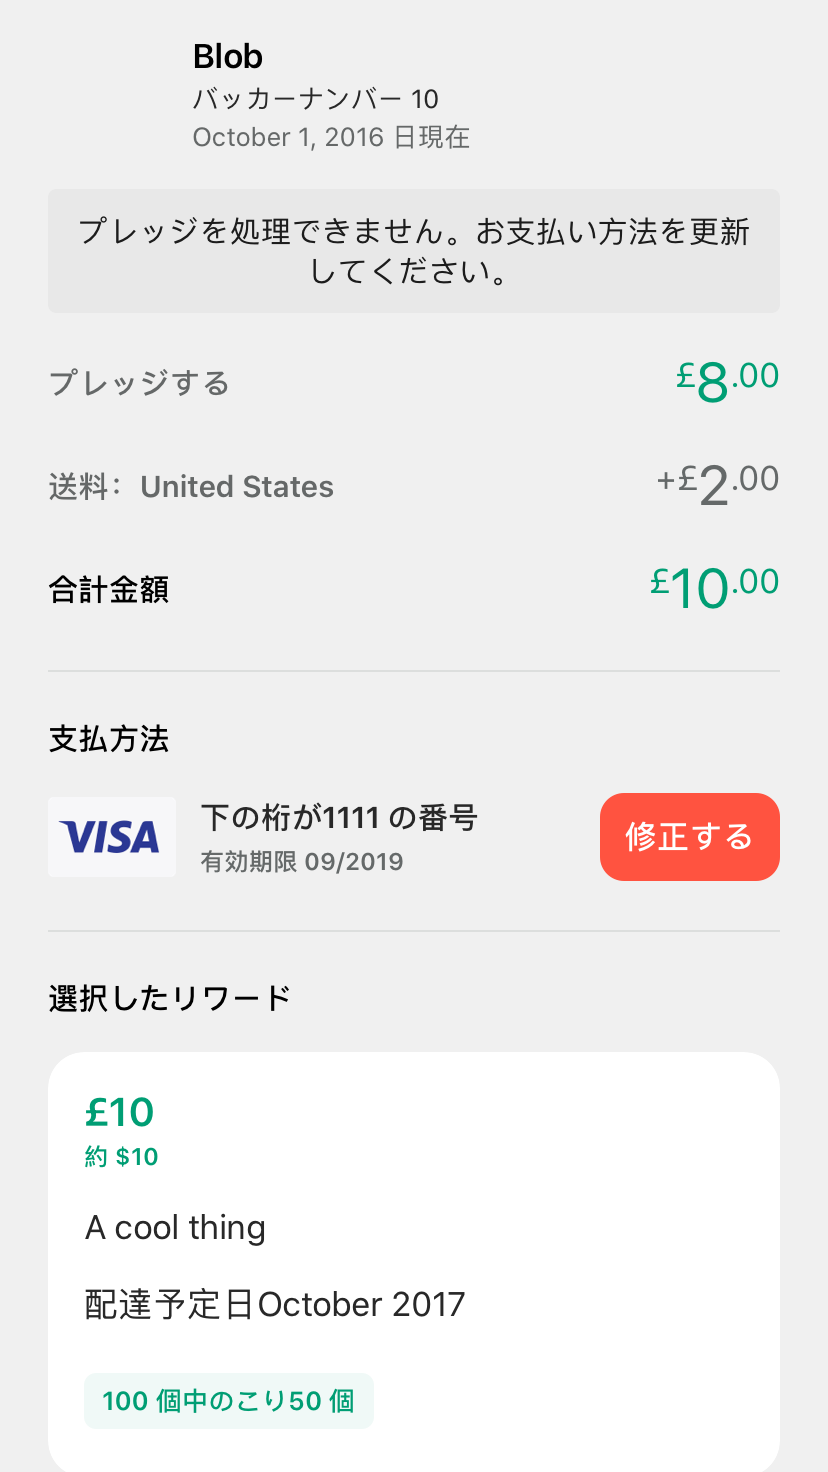 Blob
バッカーナンバー 10
October 1, 2016 日現在
プレッジを処理できません。お支払い方法を更新
してください。
プレッジする £8.00
送料： United States +£2.00
合計金額 £10.00
支払方法
VISA
下の桁が1111 の番号
有効期限 09/2019
修正する
選択したリワード
£10
約 $10
A cool thing
配達予定日October 2017
100 個中のこり50 個